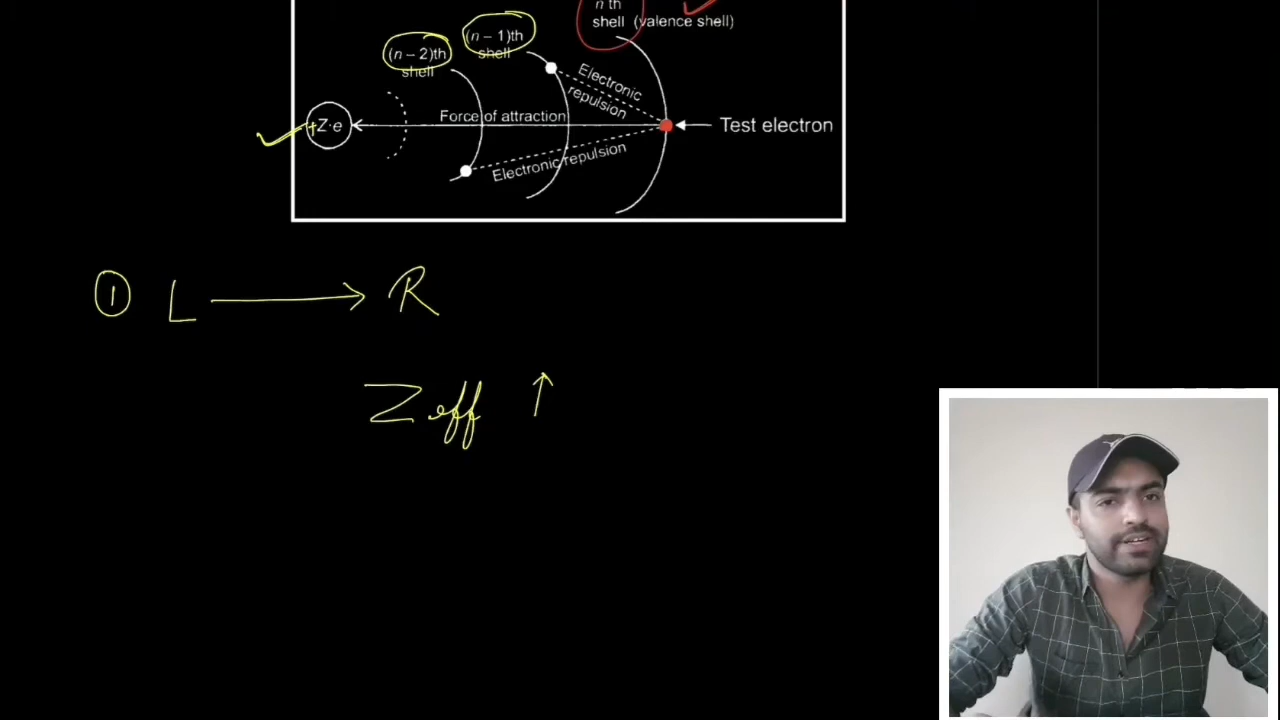 n th
shell (valence shell)
(n – 1)th
shell
(n – 2)th
shell
Electronic
repulsion
Force of attraction
+Z·e
Test electron
Electronic repulsion
① L → R
Zeff ↑